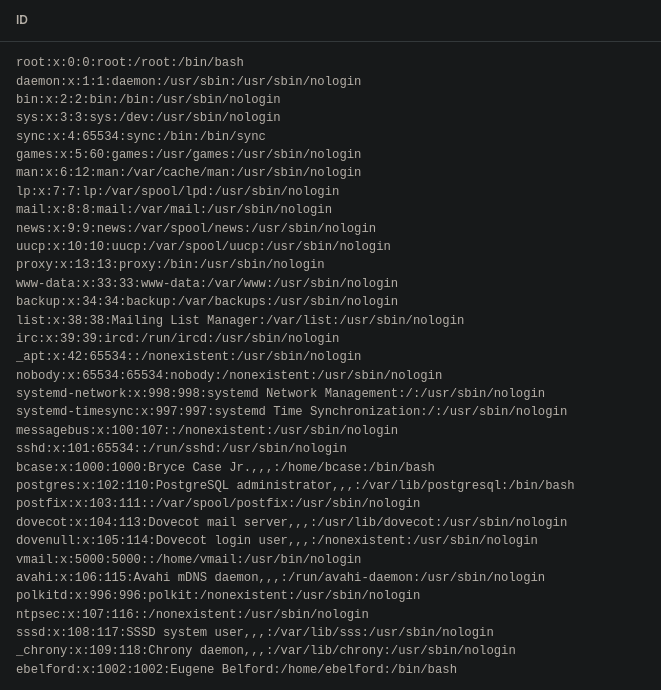 ID
root:x:0:0:root:/root:/bin/bash
daemon:x:1:1:daemon:/usr/sbin:/usr/sbin/nologin
bin:x:2:2:bin:/bin:/usr/sbin/nologin
sys:x:3:3:sys:/dev:/usr/sbin/nologin
sync:x:4:65534:sync:/bin:/bin/sync
games:x:5:60:games:/usr/games:/usr/sbin/nologin
man:x:6:12:man:/var/cache/man:/usr/sbin/nologin
lp:x:7:7:lp:/var/spool/lpd:/usr/sbin/nologin
mail:x:8:8:mail:/var/mail:/usr/sbin/nologin
news:x:9:9:news:/var/spool/news:/usr/sbin/nologin
uucp:x:10:10:uucp:/var/spool/uucp:/usr/sbin/nologin
proxy:x:13:13:proxy:/bin:/usr/sbin/nologin
www-data:x:33:33:www-data:/var/www:/usr/sbin/nologin
backup:x:34:34:backup:/var/backups:/usr/sbin/nologin
list:x:38:38:Mailing List Manager:/var/list:/usr/sbin/nologin
irc:x:39:39:ircd:/run/ircd:/usr/sbin/nologin
_apt:x:42:65534::/nonexistent:/usr/sbin/nologin
nobody:x:65534:65534:nobody:/nonexistent:/usr/sbin/nologin
systemd-network:x:998:998:systemd Network Management:/:/usr/sbin/nologin
systemd-timesync:x:997:997:systemd Time Synchronization:/:/usr/sbin/nologin
messagebus:x:100:107::/nonexistent:/usr/sbin/nologin
sshd:x:101:65534::/run/sshd:/usr/sbin/nologin
bcase:x:1000:1000:Bryce Case Jr.,,,:/home/bcase:/bin/bash
postgres:x:102:110:PostgreSQL administrator,,,:/var/lib/postgresql:/bin/bash
postfix:x:103:111::/var/spool/postfix:/usr/sbin/nologin
dovecot:x:104:113:Dovecot mail server,,,:/usr/lib/dovecot:/usr/sbin/nologin
dovenull:x:105:114:Dovecot login user,,,:/nonexistent:/usr/sbin/nologin
vmail:x:5000:5000::/home/vmail:/usr/bin/nologin
avahi:x:106:115:Avahi mDNS daemon,,,:/run/avahi-daemon:/usr/sbin/nologin
polkitd:x:996:996:polkit:/nonexistent:/usr/sbin/nologin
ntpsec:x:107:116::/nonexistent:/usr/sbin/nologin
sssd:x:108:117:SSSD system user,,,:/var/lib/sss:/usr/sbin/nologin
_chrony:x:109:118:Chrony daemon,,,:/var/lib/chrony:/usr/sbin/nologin
ebelford:x:1002:1002:Eugene Belford:/home/ebelford:/bin/bash